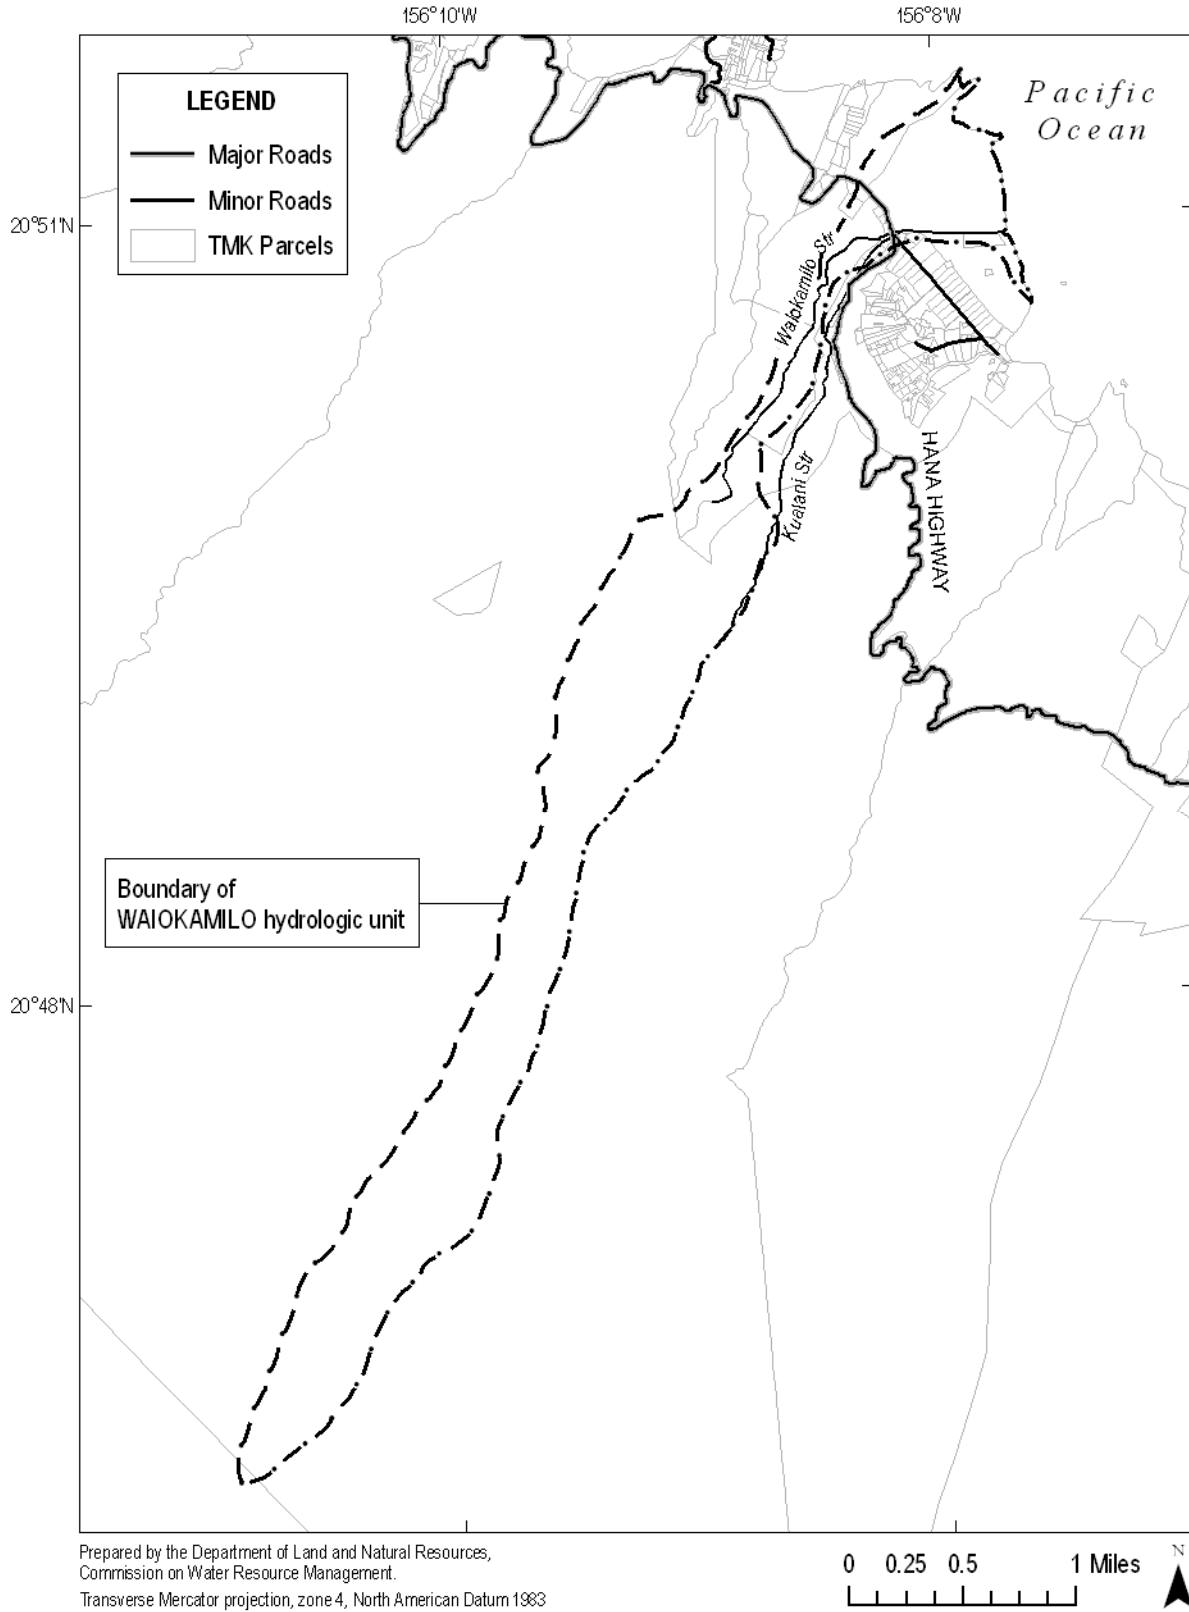 156°10'W
156°8'W
LEGEND
Major Roads
Minor Roads
TMK Parcels
Pacific
Ocean
20°51'N
Waiokamilo Str
Kualani Str
HANA HIGHWAY
Boundary of
WAIOKAMILO hydrologic unit
20°48'N
Prepared by the Department of Land and Natural Resources,
Commission on Water Resource Management.
Transverse Mercator projection, zone 4, North American Datum 1983
0 0.25 0.5 1 Miles
N